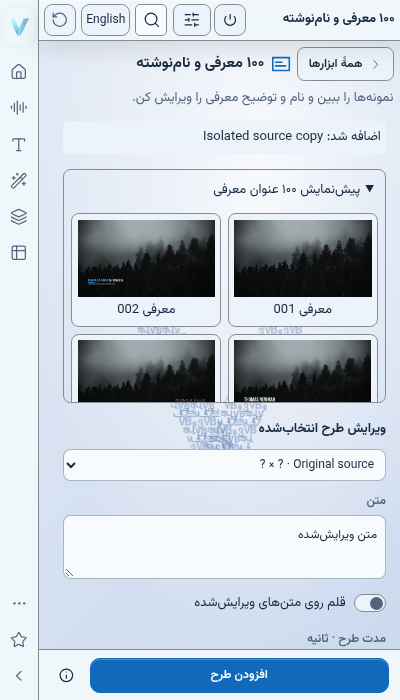 ۱۰۰ معرفی و نام‌نوشته
English
همهٔ ابزارها
۱۰۰ معرفی و نام‌نوشته
نمونه‌ها را ببین و نام و توضیح معرفی را ویرایش کن.
اضافه شد: Isolated source copy
پیش‌نمایش ۱۰۰ عنوان معرفی
معرفی 001
معرفی 002
THOMAS NEWMAN
ویرایش طرح انتخاب‌شده
? × ? · Original source
متن
متن ویرایش‌شده
قلم روی متن‌های ویرایش‌شده
مدت طرح · ثانیه
افزودن طرح